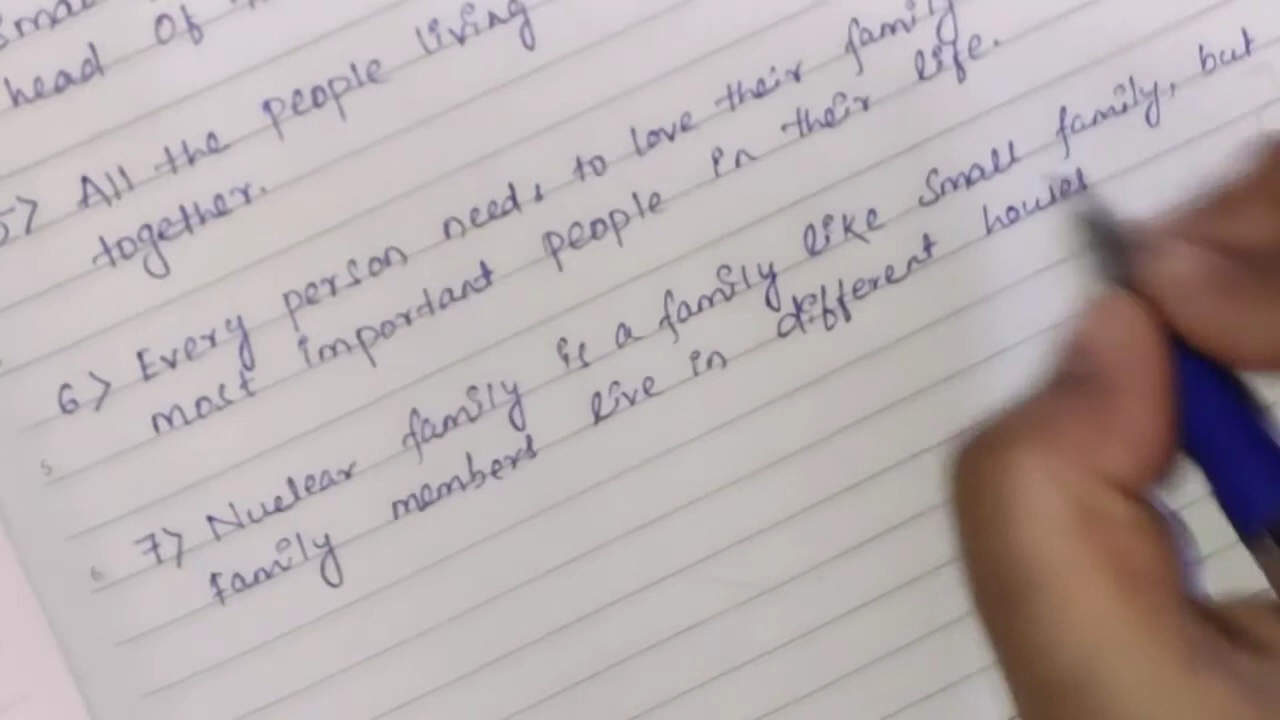 head of
5) All the people living
together.
6) Every person needs to love their family
most important people in their life.
7) Nuclear family is a family like small family, but
family members live in different houses